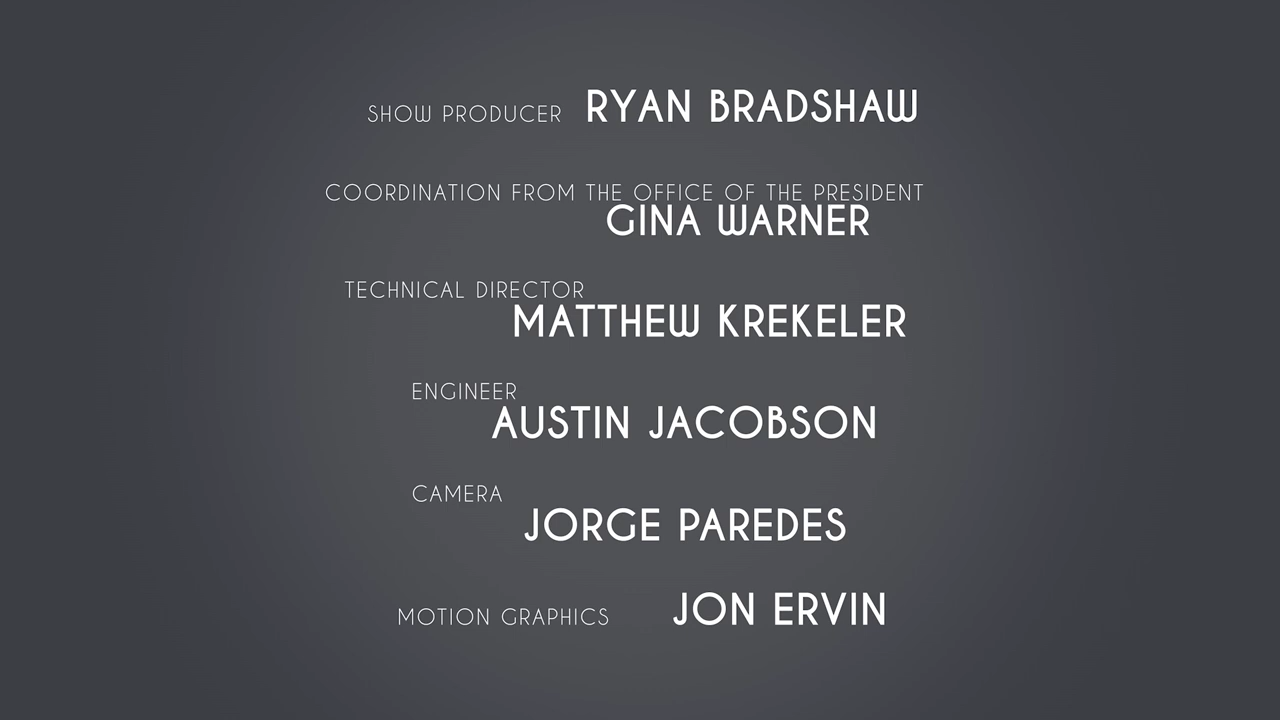 SHOW PRODUCER RYAN BRADSHAW
COORDINATION FROM THE OFFICE OF THE PRESIDENT
GINA WARNER
TECHNICAL DIRECTOR
MATTHEW KREKELER
ENGINEER
AUSTIN JACOBSON
CAMERA
JORGE PAREDES
MOTION GRAPHICS JON ERVIN